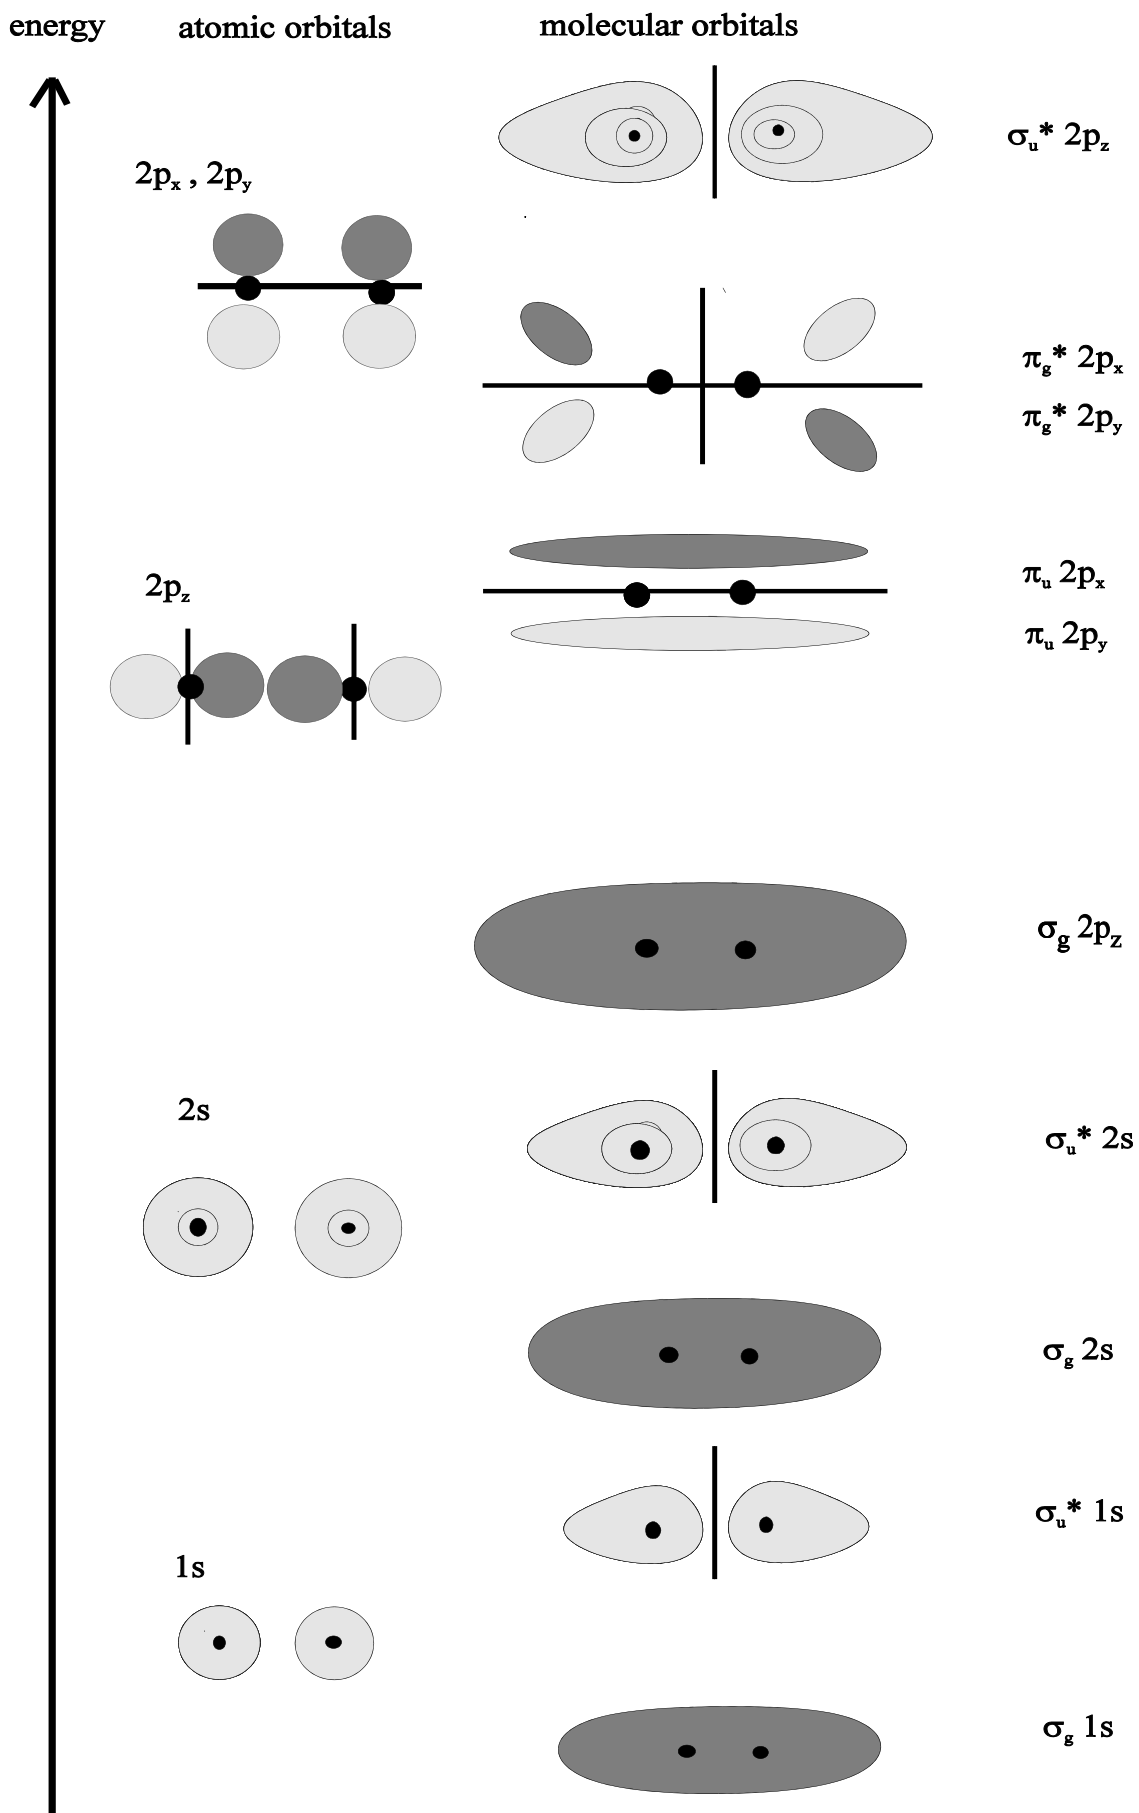 energy atomic orbitals molecular orbitals
σu* 2pz
2px , 2py
πg* 2px
πg* 2py
πu 2px
2pz
πu 2py
σg 2pz
2s
σu* 2s
σg 2s
σu* 1s
1s
σg 1s